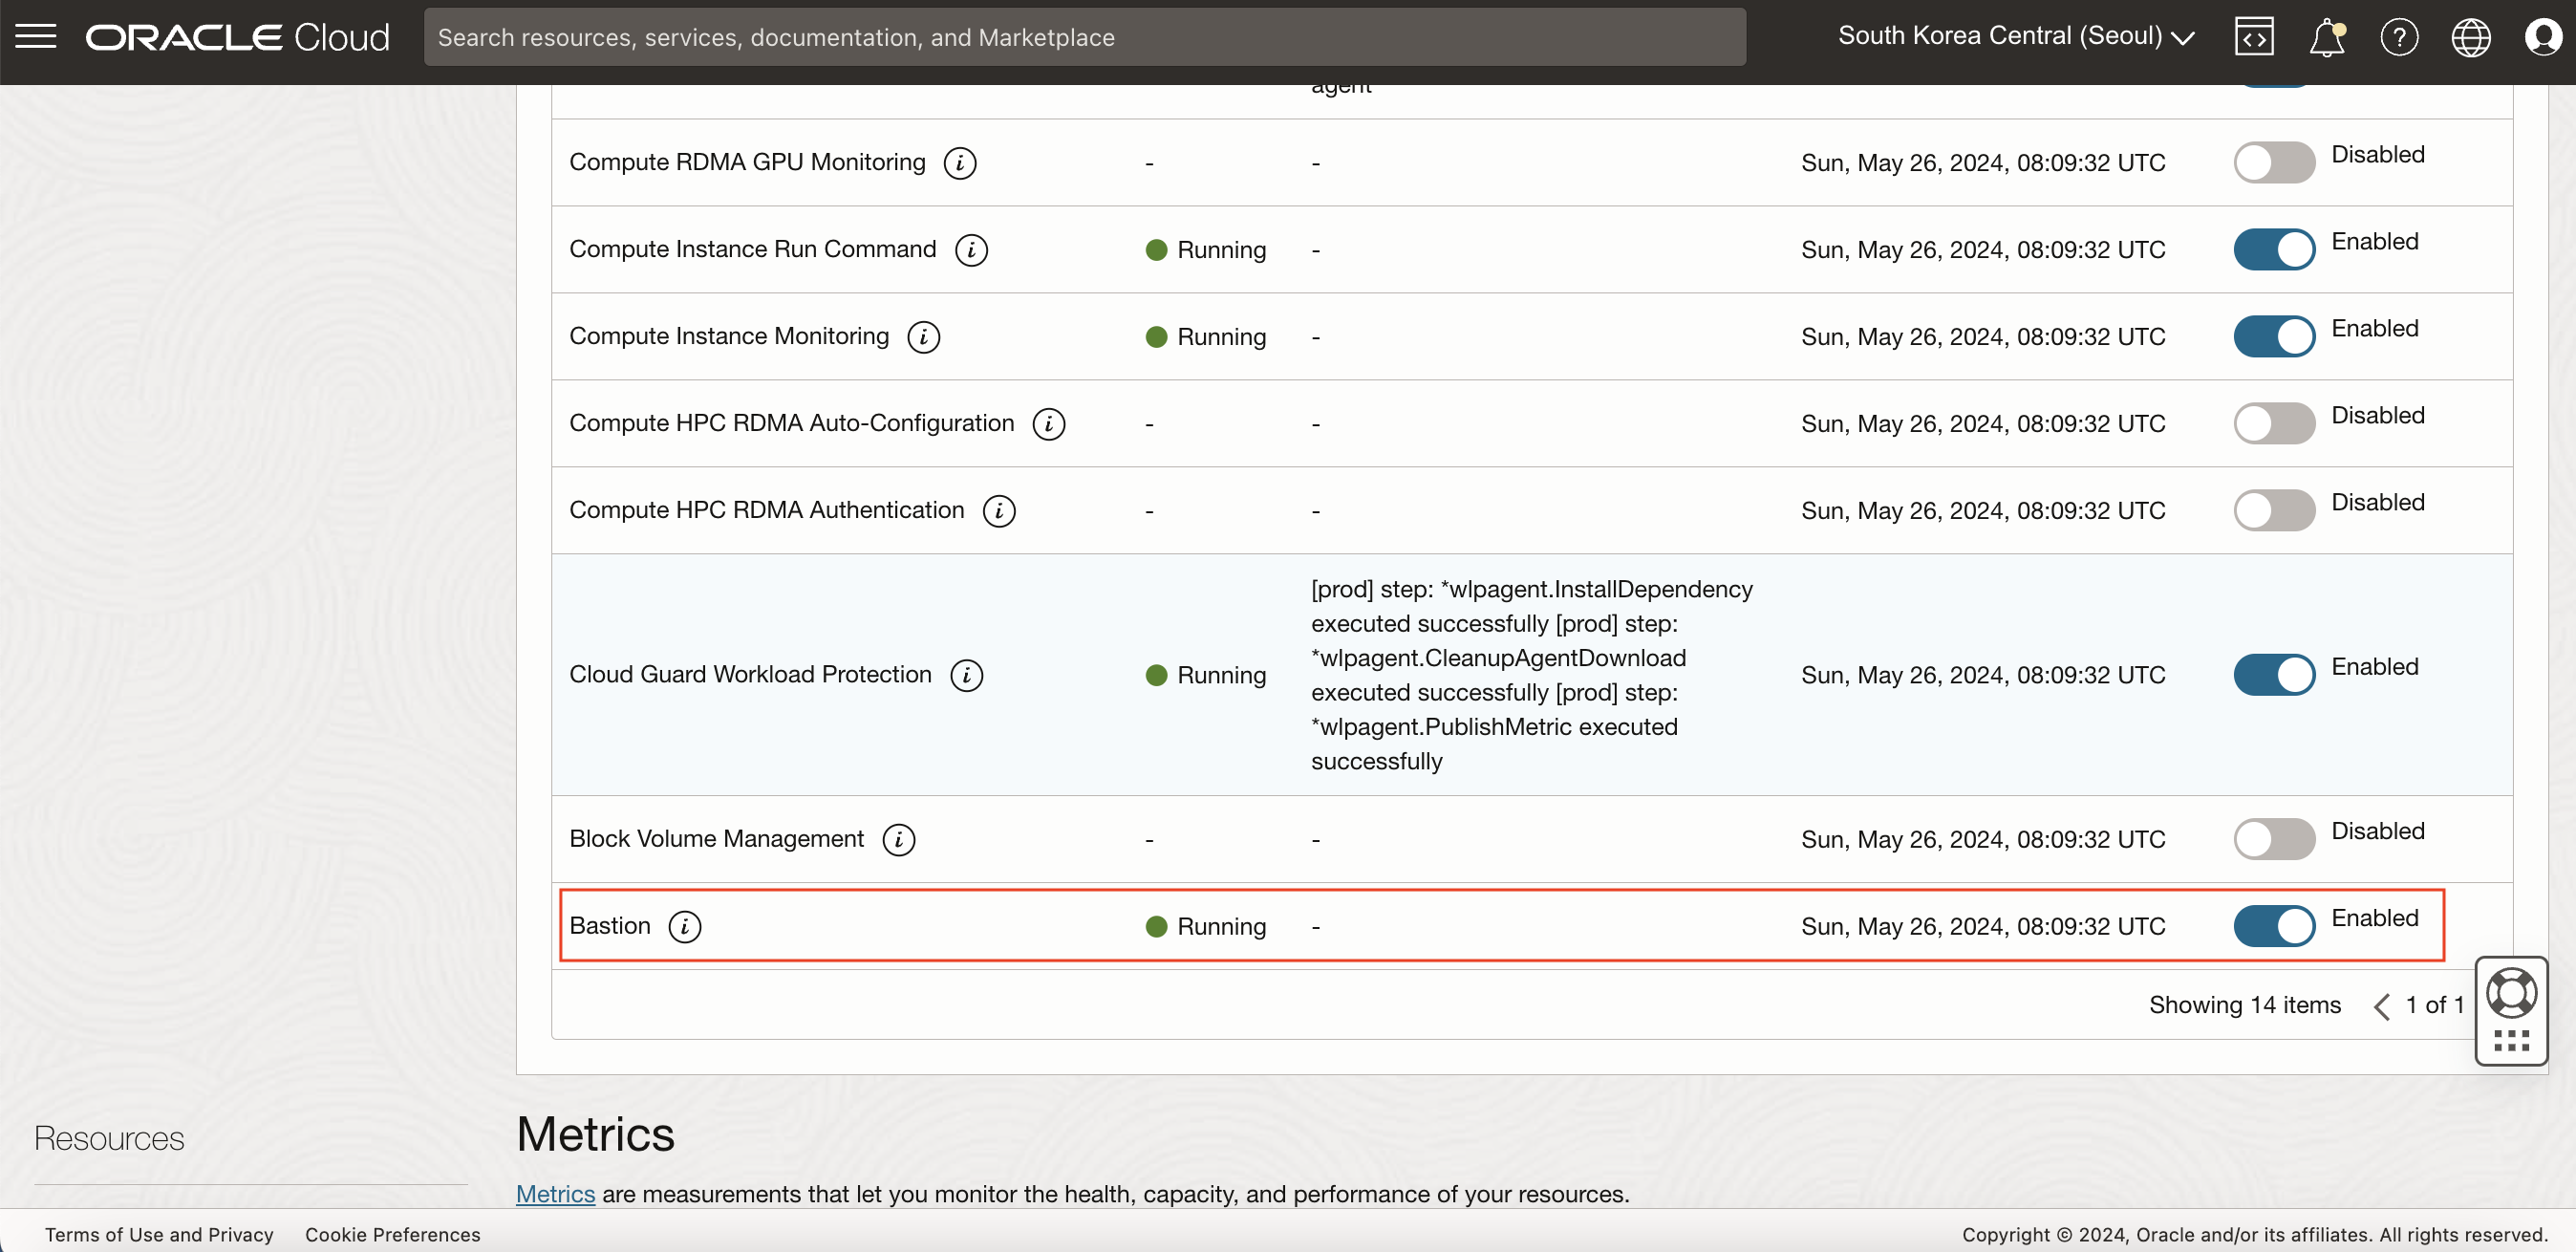 ORACLE Cloud
Search resources, services, documentation, and Marketplace
South Korea Central (Seoul)
agent
Compute RDMA GPU Monitoring - - Sun, May 26, 2024, 08:09:32 UTC Disabled
Compute Instance Run Command Running - Sun, May 26, 2024, 08:09:32 UTC Enabled
Compute Instance Monitoring Running - Sun, May 26, 2024, 08:09:32 UTC Enabled
Compute HPC RDMA Auto-Configuration - - Sun, May 26, 2024, 08:09:32 UTC Disabled
Compute HPC RDMA Authentication - - Sun, May 26, 2024, 08:09:32 UTC Disabled
[prod] step: *wlpagent.InstallDependency
executed successfully [prod] step:
*wlpagent.CleanupAgentDownload
Cloud Guard Workload Protection Running Sun, May 26, 2024, 08:09:32 UTC Enabled
executed successfully [prod] step:
*wlpagent.PublishMetric executed
successfully
Block Volume Management - - Sun, May 26, 2024, 08:09:32 UTC Disabled
Bastion Running - Sun, May 26, 2024, 08:09:32 UTC Enabled
Showing 14 items 1 of 1
Resources
Metrics
Metrics are measurements that let you monitor the health, capacity, and performance of your resources.
Terms of Use and Privacy Cookie Preferences
Copyright © 2024, Oracle and/or its affiliates. All rights reserved.